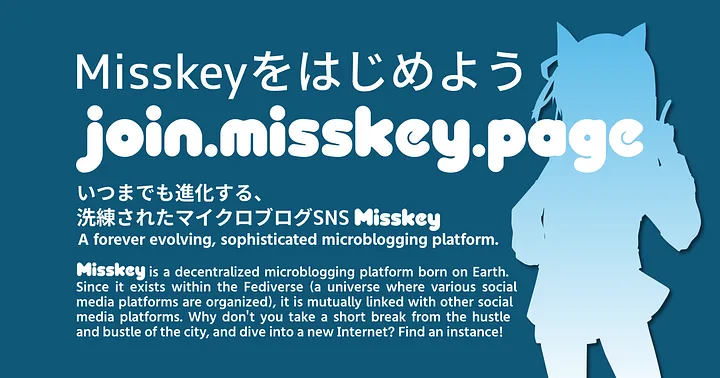 Misskeyをはじめよう
join.misskey.page
いつまでも進化する、
洗練されたマイクロブログSNS Misskey
A forever evolving, sophisticated microblogging platform.
Misskey is a decentralized microblogging platform born on Earth.
Since it exists within the Fediverse (a universe where various social
media platforms are organized), it is mutually linked with other social
media platforms. Why don't you take a short break from the hustle
and bustle of the city, and dive into a new Internet? Find an instance!